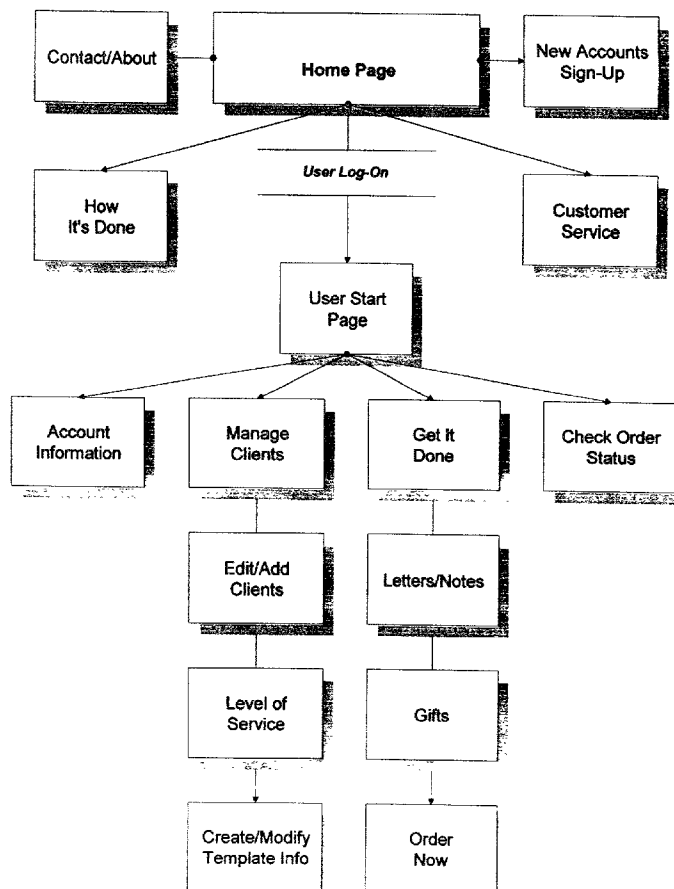 Contact/About
Home Page
New Accounts
Sign-Up
User Log-On
How
It's Done
Customer
Service
User Start
Page
Account
Information
Manage
Clients
Get It
Done
Check Order
Status
Edit/Add
Clients
Letters/Notes
Level of
Service
Gifts
Create/Modify
Template Info
Order
Now